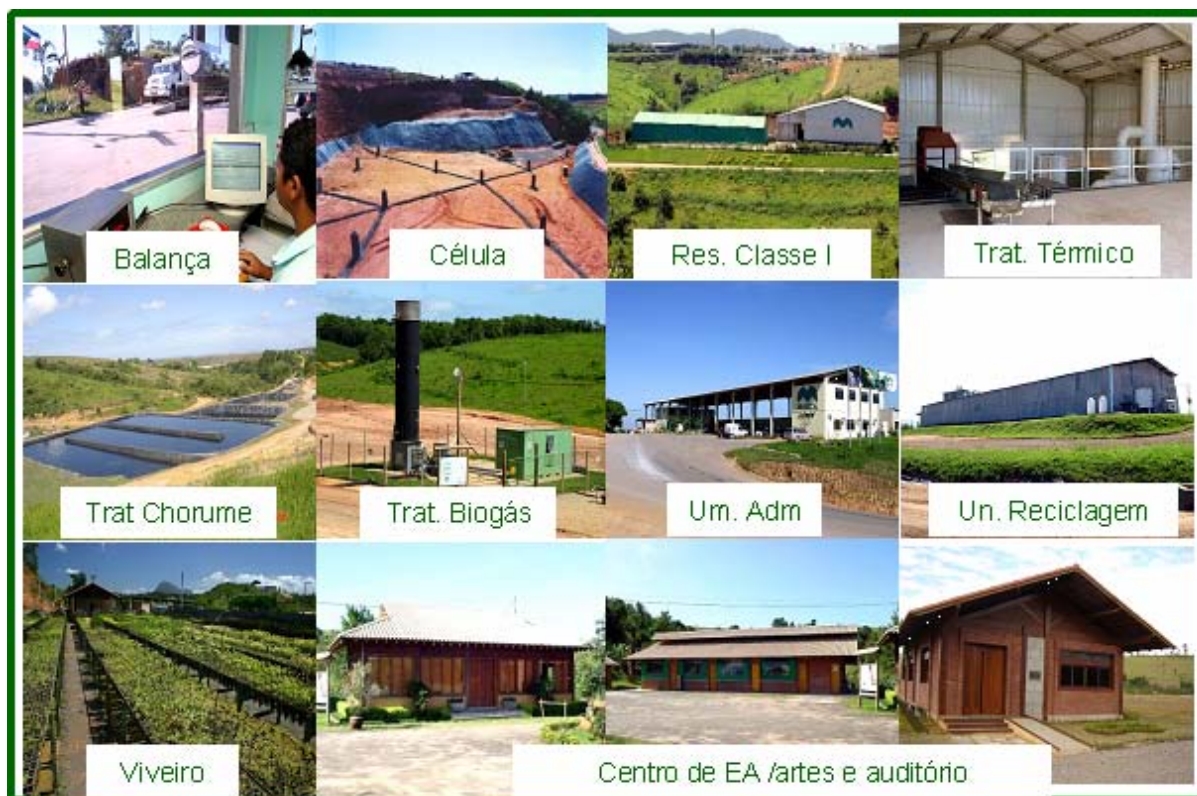 Balança
Célula
Res. Classe I
Trat. Térmico
Trat Chorume
Trat. Biogás
Um. Adm
Un. Reciclagem
Viveiro
Centro de EA /artes e auditório